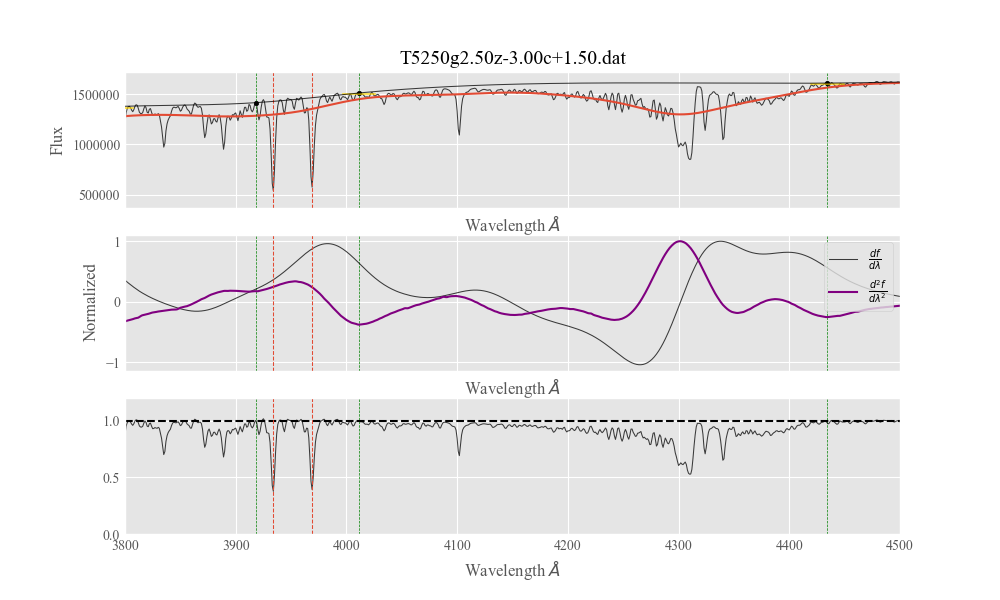 T5250g2.50z-3.00c+1.50.dat
1500000
1000000
500000
Flux
Wavelength Å
1
0
−1
Normalized
df/dλ
d²f/dλ²
Wavelength Å
1.0
0.5
0.0
3800 3900 4000 4100 4200 4300 4400 4500
Wavelength Å